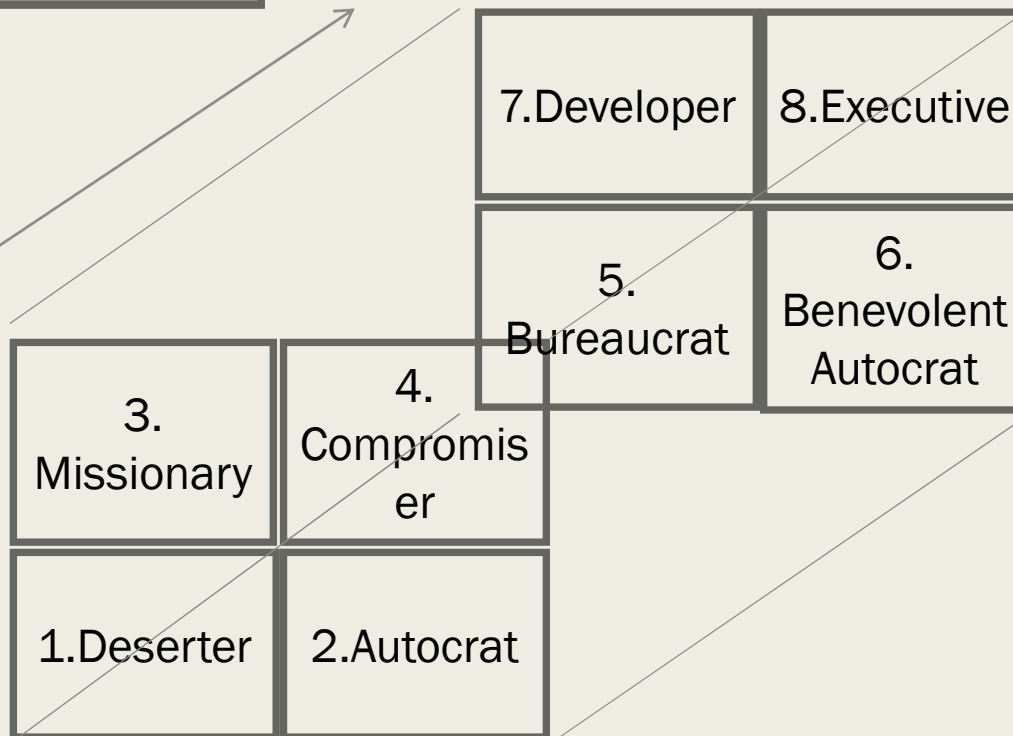 7.Developer
8.Executive
5.
Bureaucrat
6.
Benevolent
Autocrat
3.
Missionary
4.
Compromis
er
1.Deserter
2.Autocrat